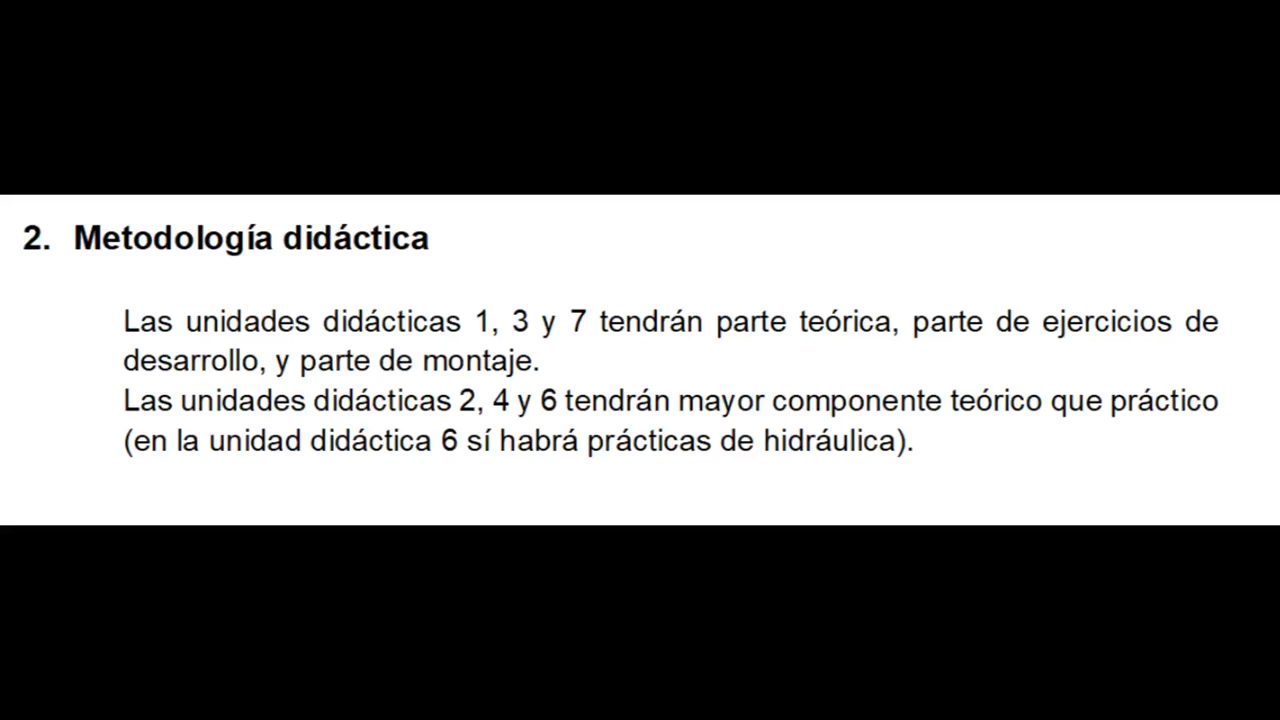 2. Metodología didáctica
Las unidades didácticas 1, 3 y 7 tendrán parte teórica, parte de ejercicios de
desarrollo, y parte de montaje.
Las unidades didácticas 2, 4 y 6 tendrán mayor componente teórico que práctico
(en la unidad didáctica 6 sí habrá prácticas de hidráulica).